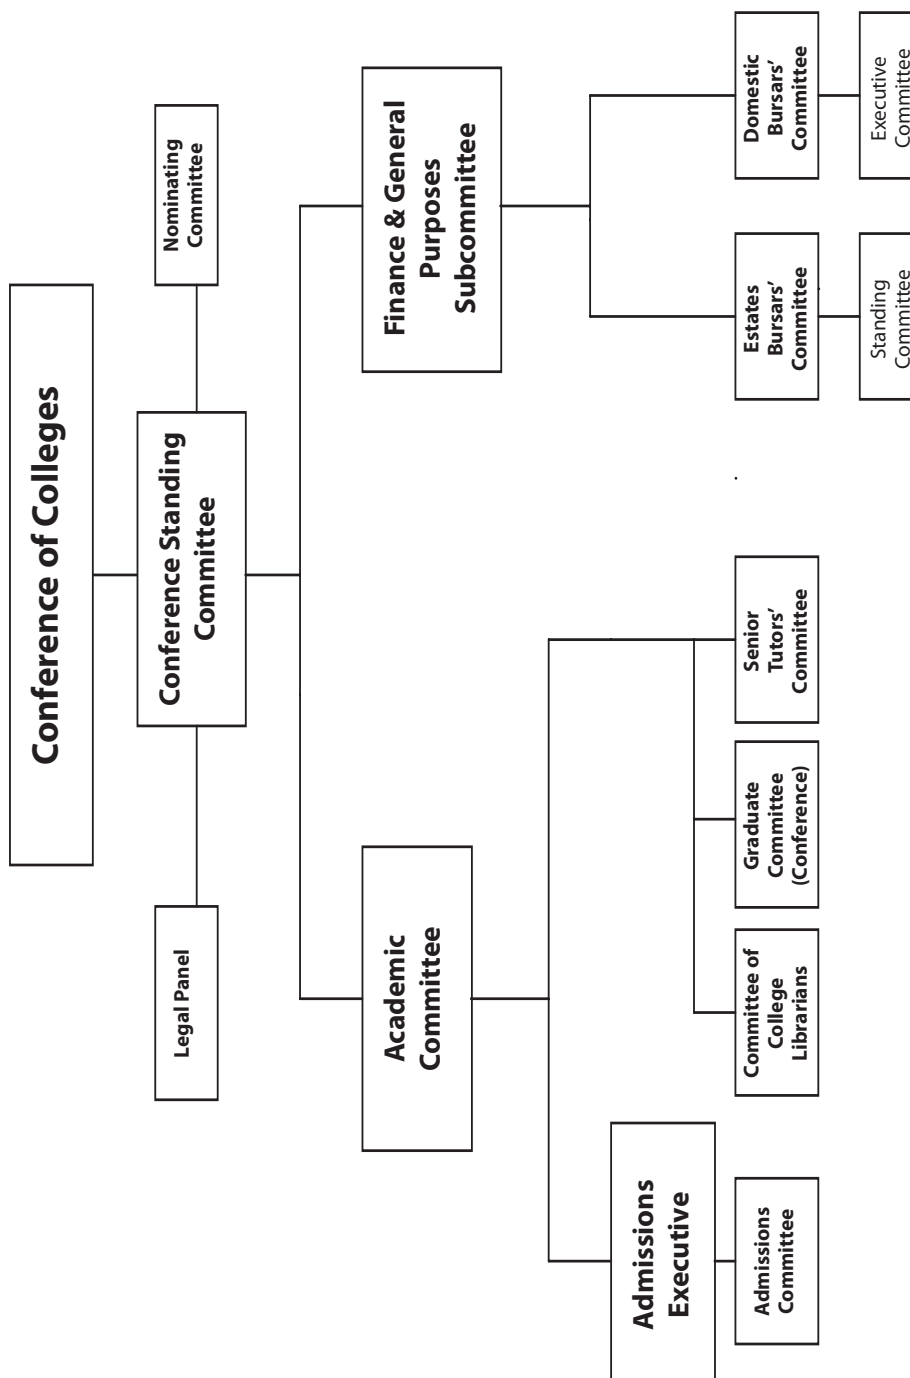 Conference of Colleges
Legal Panel
Conference Standing
Committee
Nominating
Committee
Academic
Committee
Finance & General
Purposes
Subcommittee
Admissions
Executive
Admissions
Committee
Committee of
College
Librarians
Graduate
Committee
(Conference)
Senior
Tutors’
Committee
Estates
Bursars’
Committee
Domestic
Bursars’
Committee
Standing
Committee
Executive
Committee